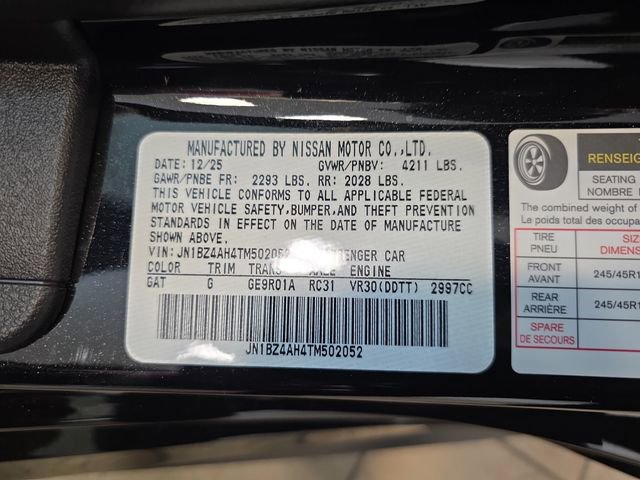 MANUFACTURED BY NISSAN MOTOR CO.,LTD.
DATE: 12/25 GVWR/PNBV: 4211 LBS.
GAWR/PNBE FR: 2293 LBS. RR: 2028 LBS.
THIS VEHICLE CONFORMS TO ALL APPLICABLE FEDERAL
MOTOR VEHICLE SAFETY, BUMPER, AND THEFT PREVENTION
STANDARDS IN EFFECT ON THE DATE OF MANUFACTURE
SHOWN ABOVE.
VIN: JN1BZ4AH4TM502052 CAR
COLOR TRIM ENGINE
GAT G GE9R01A RC31 VR30(DDTT) 2997CC
JN1BZ4AH4TM502052
RENSEIG
SEATING
NOMBRE
The combined weight of
Le poids total des occupa
TIRE
PNEU
SIZ
DIMENS
FRONT
AVANT
245/45R1
REAR
ARRIÈRE
245/45R1
SPARE
DE SECOURS